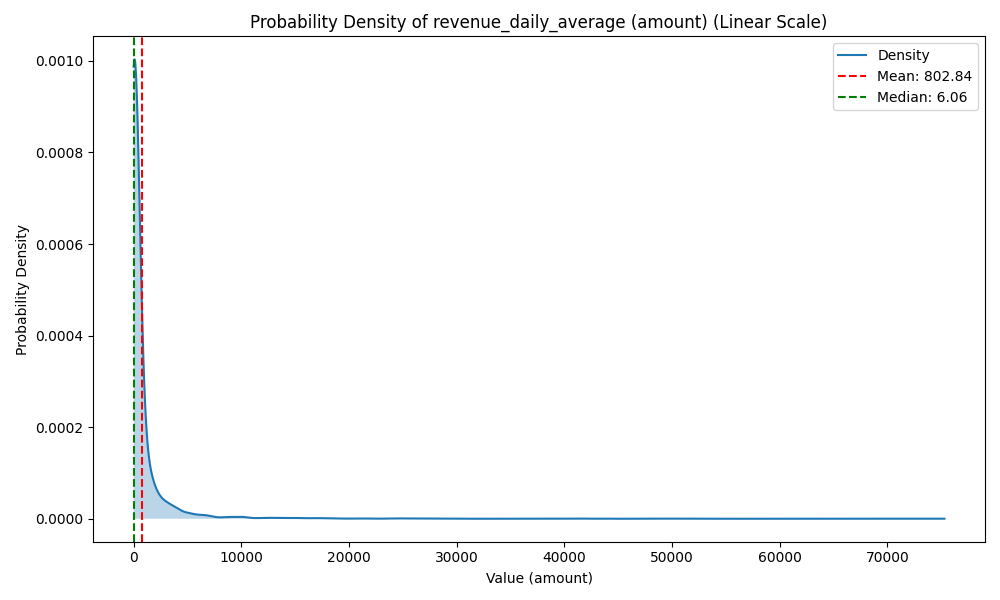 Probability Density of revenue_daily_average (amount) (Linear Scale)
Density
Mean: 802.84
Median: 6.06
Probability Density
0.0010
0.0008
0.0006
0.0004
0.0002
0.0000
0 10000 20000 30000 40000 50000 60000 70000
Value (amount)